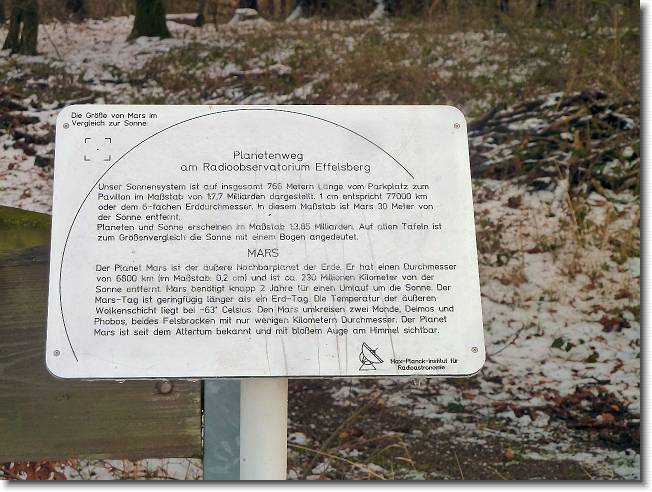 Die Größe von Mars im
Vergleich zur Sonne:
Planetenweg
am Radioobservatorium Effelsberg
Unser Sonnensystem ist auf insgesamt 766 Metern Länge vom Parkplatz zum
Pavillon im Maßstab von 1:7,7 Milliarden dargestellt. 1 cm entspricht 77000 km
oder dem 6-fachen Erddurchmesser. In diesem Maßstab ist Mars 30 Meter von
der Sonne entfernt.
Planeten und Sonne erscheinen im Maßstab 1:3,85 Milliarden. Auf allen Tafeln ist
zum Größenvergleich die Sonne mit einem Bogen angedeutet.
MARS
Der Planet Mars ist der äußere Nachbarplanet der Erde. Er hat einen Durchmesser
von 6800 km (im Maßstab: 0,2 cm) und ist ca. 230 Millionen Kilometer von der
Sonne entfernt. Mars benötigt knapp 2 Jahre für einen Umlauf um die Sonne. Der
Mars-Tag ist geringfügig länger als ein Erd-Tag. Die Temperatur der äußeren
Wolkenschicht liegt bei -63° Celsius. Den Mars umkreisen zwei Monde, Deimos und
Phobos, beides Felsbrocken mit nur wenigen Kilometern Durchmesser. Der Planet
Mars ist seit dem Altertum bekannt und mit bloßem Auge am Himmel sichtbar.
Max-Planck-Institut für
Radioastronomie